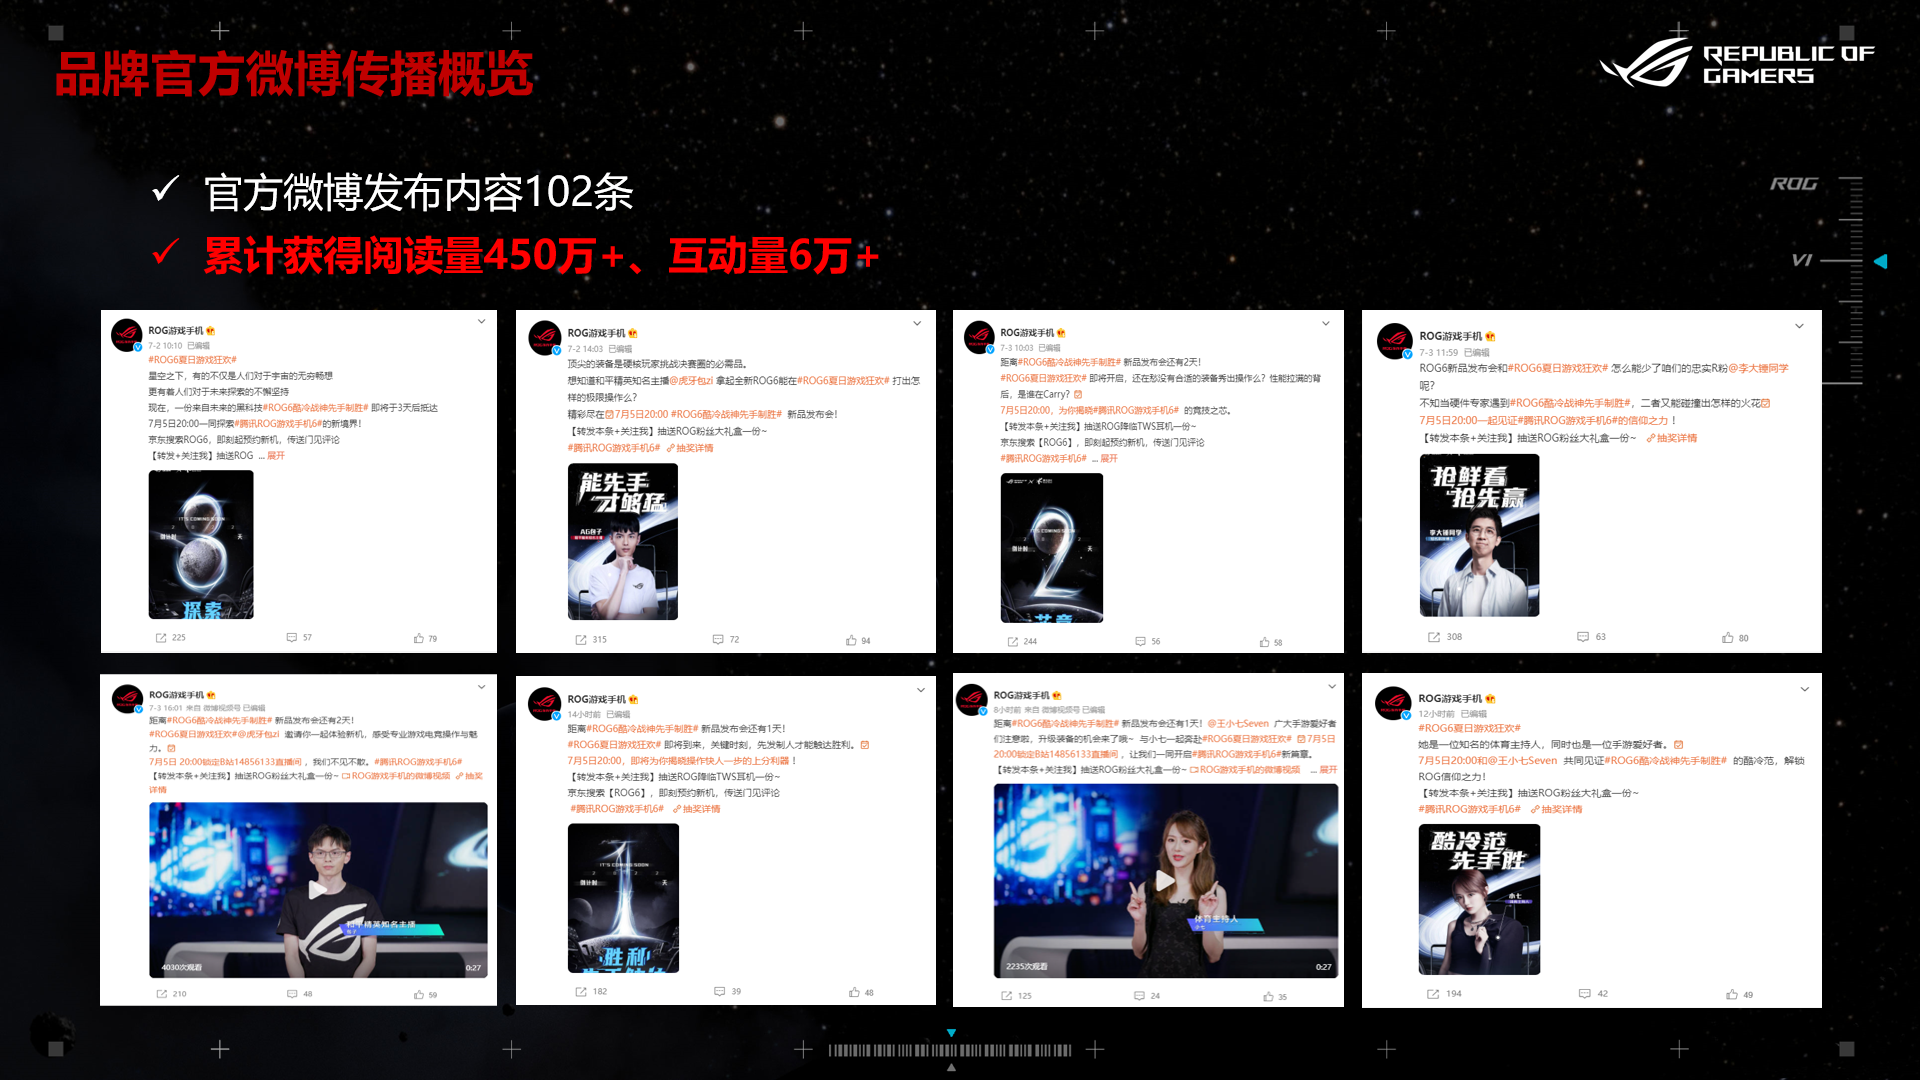 品牌官方微博传播概览
REPUBLIC OF
GAMERS
官方微博发布内容102条
累计获得阅读量450万+、互动量6万+
ROG
VI
ROG游戏手机
7-2 10:10 已编辑
#ROG6夏日游戏狂欢#
星空之下，有的不仅是人们对于宇宙的无穷畅想
更有着人们对于未来探索的不懈坚持
现在，一份来自未来的黑科技#ROG6酷冷战神先手制胜# 即将于3天后抵达
7月5日20:00一同探索#腾讯ROG游戏手机6#的新境界！
京东搜索ROG6，即刻起预约新机，传送门见评论
【转发+关注我】抽送ROG ... 展开
IT'S COMING SOON
2 0 2 2
倒计时 天
探索
225 57 79
ROG游戏手机
7-2 14:03 已编辑
顶尖的装备是硬核玩家挑战决赛圈的必需品。
想知道和平精英知名主播@虎牙包zi 拿起全新ROG6能在#ROG6夏日游戏狂欢# 打出怎
样的极限操作么？
精彩尽在7月5日20:00 #ROG6酷冷战神先手制胜# 新品发布会！
【转发本条+关注我】抽送ROG粉丝大礼盒一份~
#腾讯ROG游戏手机6# 抽奖详情
能先手
才够猛
AG包子
315 72 94
ROG游戏手机
7-3 10:03 已编辑
距离#ROG6酷冷战神先手制胜# 新品发布会还有2天！
#ROG6夏日游戏狂欢# 即将开启，还在愁没有合适的装备秀出操作么？性能拉满的背
后，是谁在Carry？
7月5日20:00，为你揭晓#腾讯ROG游戏手机6# 的竞技之芯。
【转发本条+关注我】抽送ROG降临TWS耳机一份~
京东搜索【ROG6】，即刻起预约新机，传送门见评论
#腾讯ROG游戏手机6# ... 展开
IT'S COMING SOON
2 0 2 2
倒计时 天
244 56 58
ROG游戏手机
7-3 11:59 已编辑
ROG6新品发布会和#ROG6夏日游戏狂欢# 怎么能少了咱们的忠实R粉@李大锤同学
呢？
不知当硬件专家遇到#ROG6酷冷战神先手制胜#，二者又能碰撞出怎样的火花
7月5日20:00一起见证#腾讯ROG游戏手机6#的信仰之力！
【转发本条+关注我】抽送ROG粉丝大礼盒一份~ 抽奖详情
抢鲜看
抢先赢
李大锤同学
308 63 80
ROG游戏手机
7-3 16:01 来自 微博视频号 已编辑
距离#ROG6酷冷战神先手制胜# 新品发布会还有2天！
#ROG6夏日游戏狂欢#@虎牙包zi 邀请你一起体验新机，感受专业游戏电竞操作与魅
力。
7月5日 20:00锁定B站14856133直播间，我们不见不散。#腾讯ROG游戏手机6#
【转发本条+关注我】抽送ROG粉丝大礼盒一份~ ROG游戏手机的微博视频 抽奖
详情
和平精英知名主播
包子
4030次观看 0:27
210 48 59
ROG游戏手机
14小时前 已编辑
距离#ROG6酷冷战神先手制胜# 新品发布会还有1天！
#ROG6夏日游戏狂欢# 即将到来，关键时刻，先发制人才能触达胜利。
7月5日20:00，即将为你揭晓操作快人一步的上分利器！
【转发本条+关注我】抽送ROG降临TWS耳机一份~
京东搜索【ROG6】，即刻起预约新机，传送门见评论
#腾讯ROG游戏手机6# 抽奖详情
IT'S COMING SOON
2 0 2 2
倒计时 天
胜利
182 39 48
ROG游戏手机
8小时前 来自 微博视频号 已编辑
距离#ROG6酷冷战神先手制胜# 新品发布会还有1天！@王小七Seven 广大手游爱好者
们注意啦，升级装备的机会来了哦~ 与小七一起奔赴#ROG6夏日游戏狂欢# 7月5日
20:00锁定B站14856133直播间，让我们一同开启#腾讯ROG游戏手机6#新篇章。
【转发本条+关注我】抽送ROG粉丝大礼盒一份~ ROG游戏手机的微博视频 ... 展开
体育主持人
小七
2235次观看 0:27
125 24 35
ROG游戏手机
12小时前 已编辑
#ROG6夏日游戏狂欢#
她是一位知名的体育主持人，同时也是一位手游爱好者。
7月5日20:00和@王小七Seven 共同见证#ROG6酷冷战神先手制胜# 的酷冷范，解锁
ROG信仰之力！
【转发本条+关注我】抽送ROG粉丝大礼盒一份~
#腾讯ROG游戏手机6# 抽奖详情
酷冷范
先手胜
小七
194 42 49